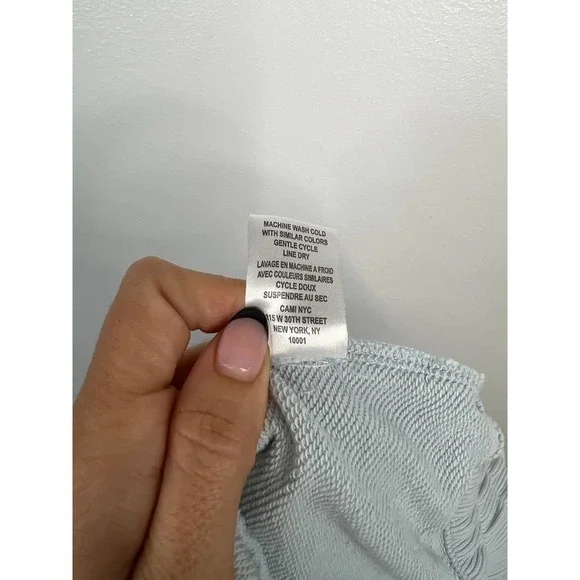 MACHINE WASH COLD
WITH SIMILAR COLORS
GENTLE CYCLE
LINE DRY
LAVAGE EN MACHINE A FROID
AVEC COULEURS SIMILAIRES
CYCLE DOUX
SUSPENDRE AU SEC
CAMI NYC
W 30TH STREET
NEW YORK, NY
10001